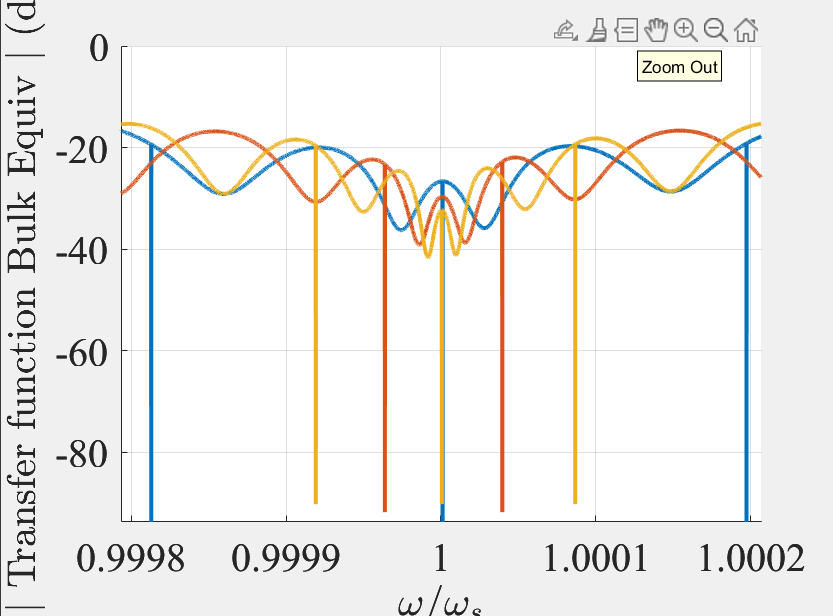 Zoom Out
| Transfer function Bulk Equiv | (d
0
-20
-40
-60
-80
0.9998 0.9999 1 1.0001 1.0002
ω/ωs